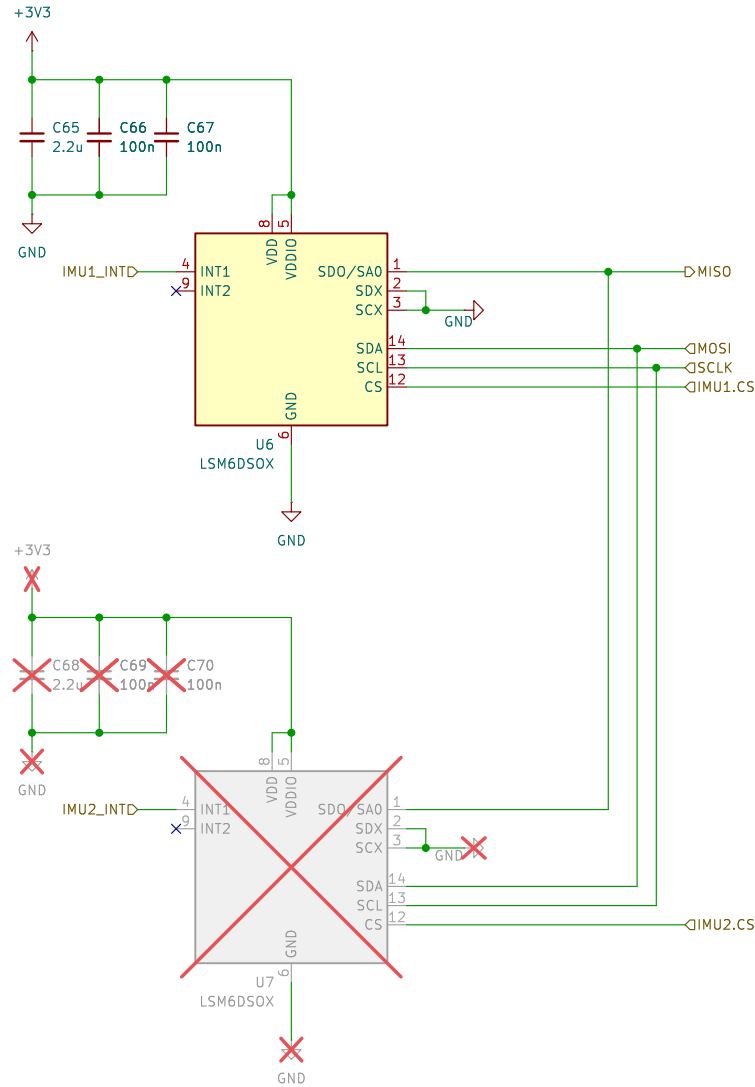 +3V3
C65
2.2u
C66
100n
C67
100n
GND
8
5
VDD
VDDIO
IMU1_INT
4
INT1
9
INT2
SDO/SA0
1
MISO
SDX
2
SCX
3
GND
SDA
14
MOSI
SCL
13
SCLK
CS
12
IMU1.CS
GND
6
U6
LSM6DSOX
GND
+3V3
C68
2.2u
C69
100n
C70
100n
GND
8
5
VDD
VDDIO
IMU2_INT
4
INT1
9
INT2
SDO/SA0
1
SDX
2
SCX
3
GND
SDA
14
SCL
13
CS
12
IMU2.CS
GND
6
U7
LSM6DSOX
GND